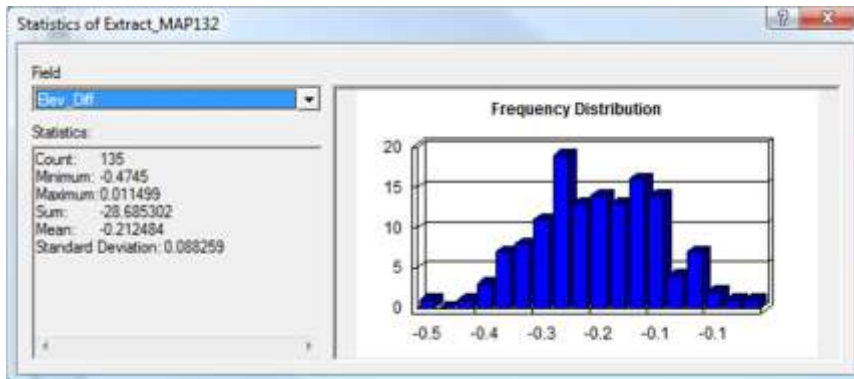 Statistics of Extract_MAP132
Field
Elev_Diff
Statistics:
Count: 135
Minimum: -0.4745
Maximum: 0.011499
Sum: -28.685302
Mean: -0.212484
Standard Deviation: 0.088259
Frequency Distribution
20
15
10
5
0
-0.5 -0.4 -0.3 -0.2 -0.1 -0.1